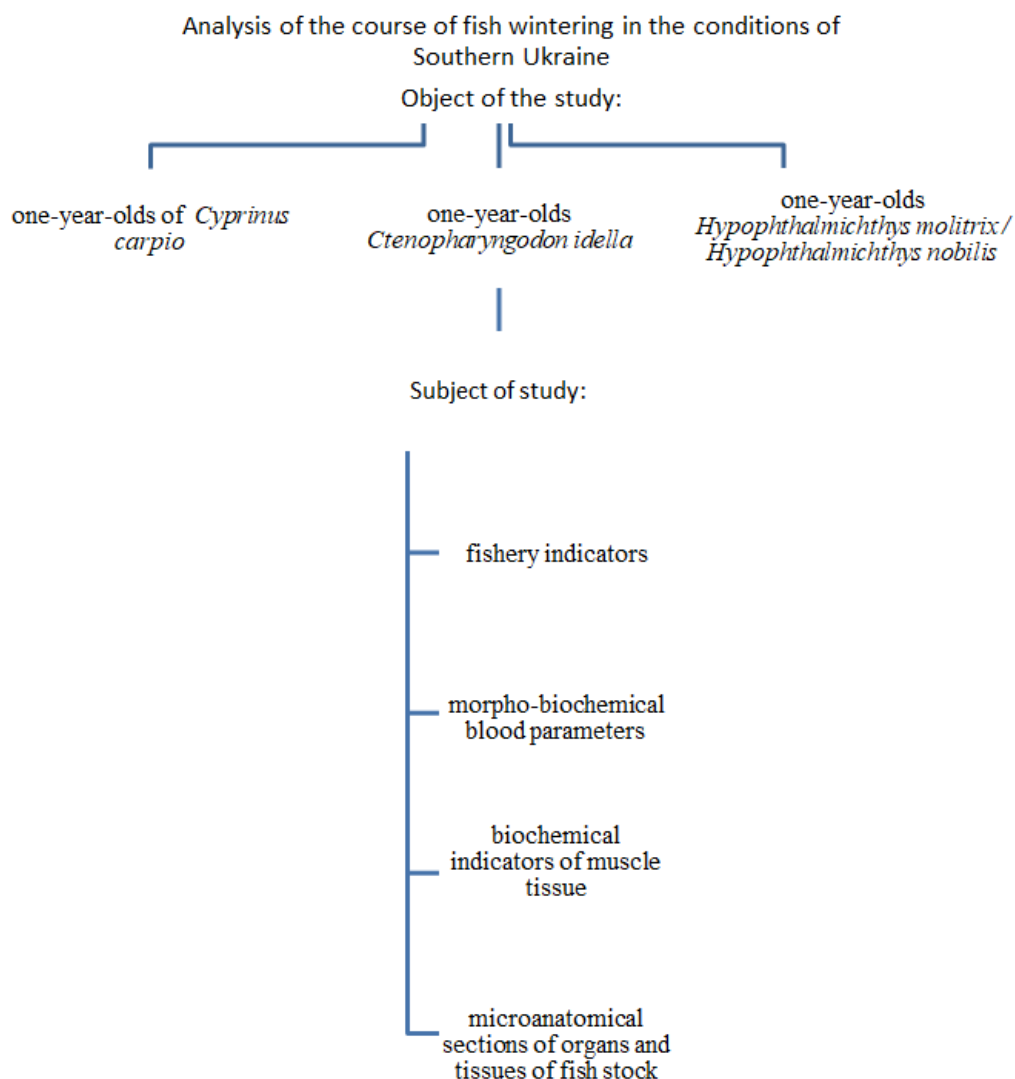 Analysis of the course of fish wintering in the conditions of
Southern Ukraine
Object of the study:
one-year-olds of Cyprinus
carpio
one-year-olds
Ctenopharyngodon idella
one-year-olds
Hypophthalmichthys molitrix /
Hypophthalmichthys nobilis
Subject of study:
fishery indicators
morpho-biochemical
blood parameters
biochemical
indicators of muscle
tissue
microanatomical
sections of organs and
tissues of fish stock